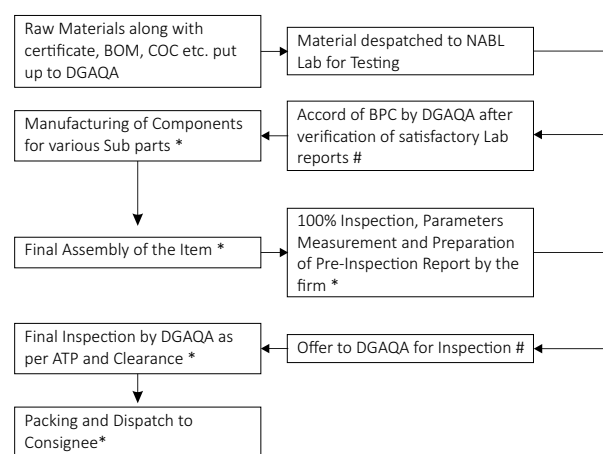 Raw Materials along with
certificate, BOM, COC etc. put
up to DGAQA
Material despatched to NABL
Lab for Testing
Accord of BPC by DGAQA after
verification of satisfactory Lab
reports #
Manufacturing of Components
for various Sub parts *
Final Assembly of the Item *
100% Inspection, Parameters
Measurement and Preparation
of Pre-Inspection Report by the
firm *
Offer to DGAQA for Inspection #
Final Inspection by DGAQA as
per ATP and Clearance *
Packing and Dispatch to
Consignee*